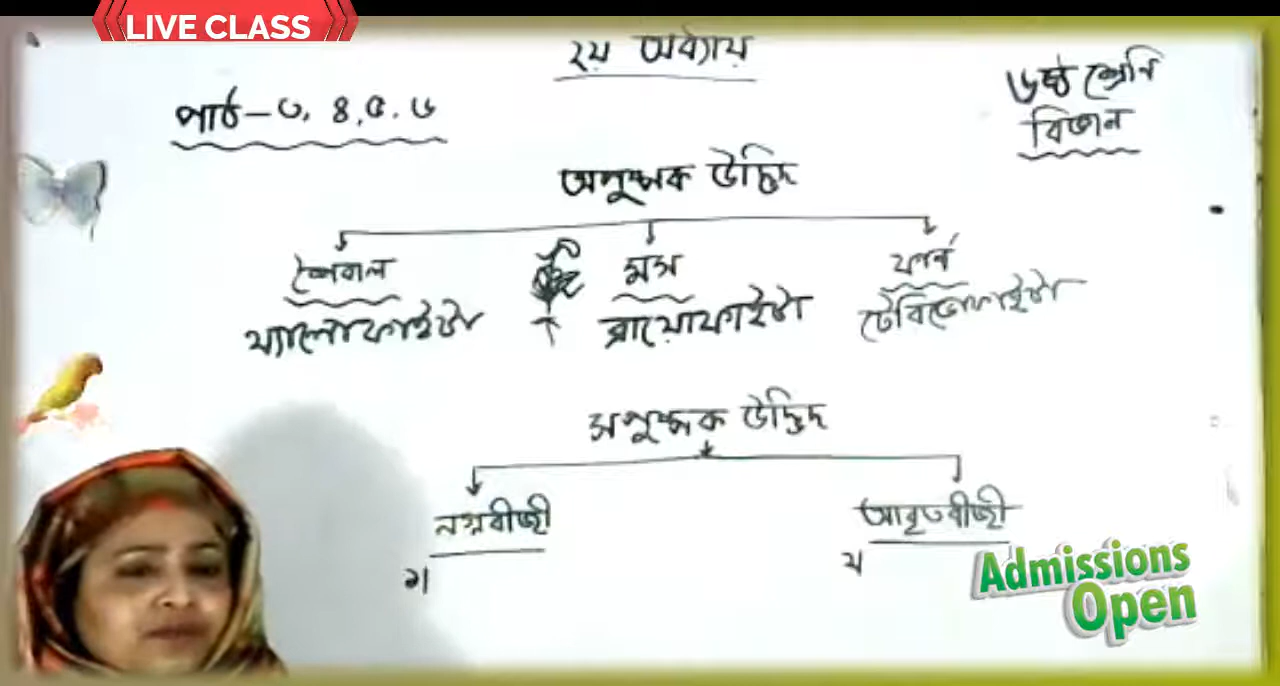 LIVE CLASS
২য় অধ্যায়
৬ষ্ঠ শ্রেনি
বিজ্ঞান
পাঠ-৩, ৪,৫.৬
অপুষ্পক উদ্ভিদ
শৈবাল মস ফার্ন
থ্যালোফাইটা ব্রায়োফাইটা টেরিডোফাইটা
সপুষ্পক উদ্ভিদ
নগ্নবীজী আবৃতবীজী
১।
Admissions
Open